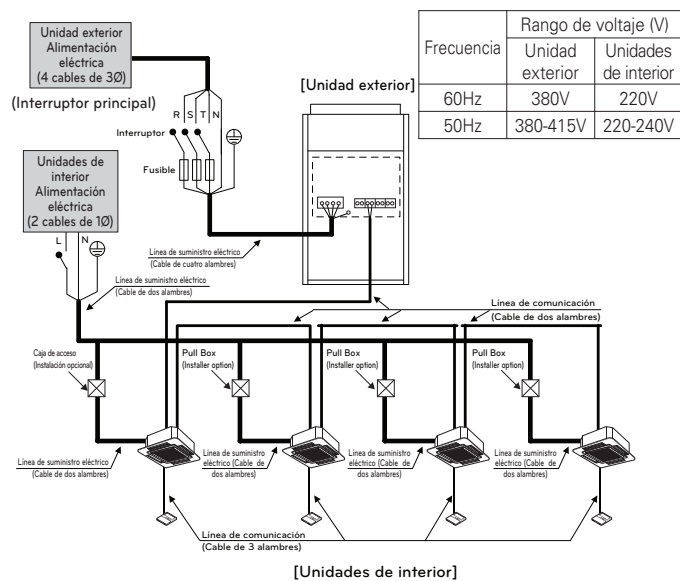 Unidad exterior
Alimentación
eléctrica
(4 cables de 3Ø)
(Interruptor principal)
R S T N
Interruptor
Fusible
[Unidad exterior]
Frecuencia
Rango de voltaje (V)
Unidad
exterior
Unidades
de interior
60Hz 380V 220V
50Hz 380-415V 220-240V
Unidades de
interior
Alimentación
eléctrica
(2 cables de 1Ø)
L N
Línea de suministro eléctrico
(Cable de cuatro alambres)
Línea de suministro eléctrico
(Cable de dos alambres)
Línea de comunicación
(Cable de dos alambres)
Caja de acceso
(Instalación opcional)
Pull Box
(Installer option)
Pull Box
(Installer option)
Pull Box
(Installer option)
Línea de suministro eléctrico
(Cable de dos alambres)
Línea de suministro
eléctrico (Cable de
dos alambres)
Línea de suministro
eléctrico (Cable de
dos alambres)
Línea de suministro
eléctrico (Cable de
dos alambres)
Línea de comunicación
(Cable de 3 alambres)
[Unidades de interior]